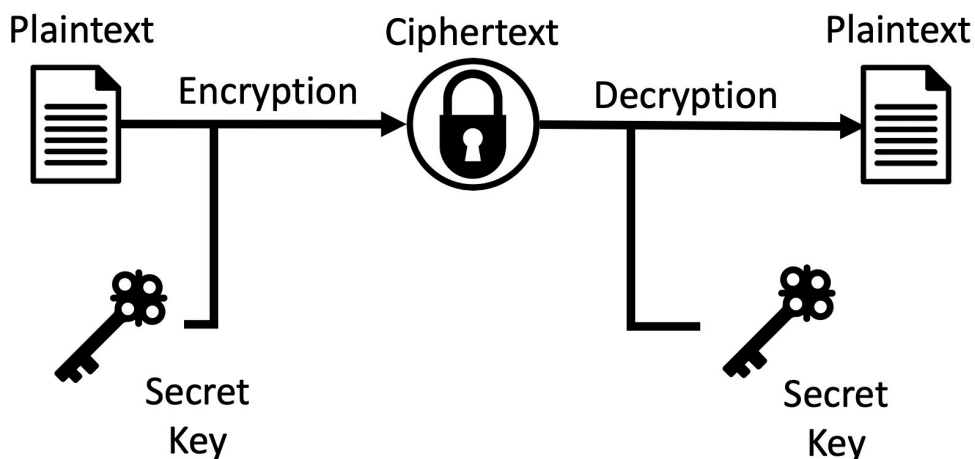 Plaintext
Ciphertext
Plaintext
Encryption
Decryption
Secret
Key
Secret
Key